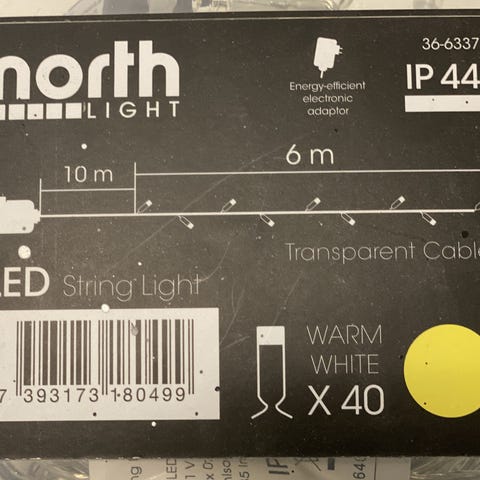 north
LIGHT
Energy-efficient
electronic
adaptor
36-6337
IP 44
10 m
6 m
Transparent Cable
LED String Light
WARM
WHITE
X 40
7 393173 180499